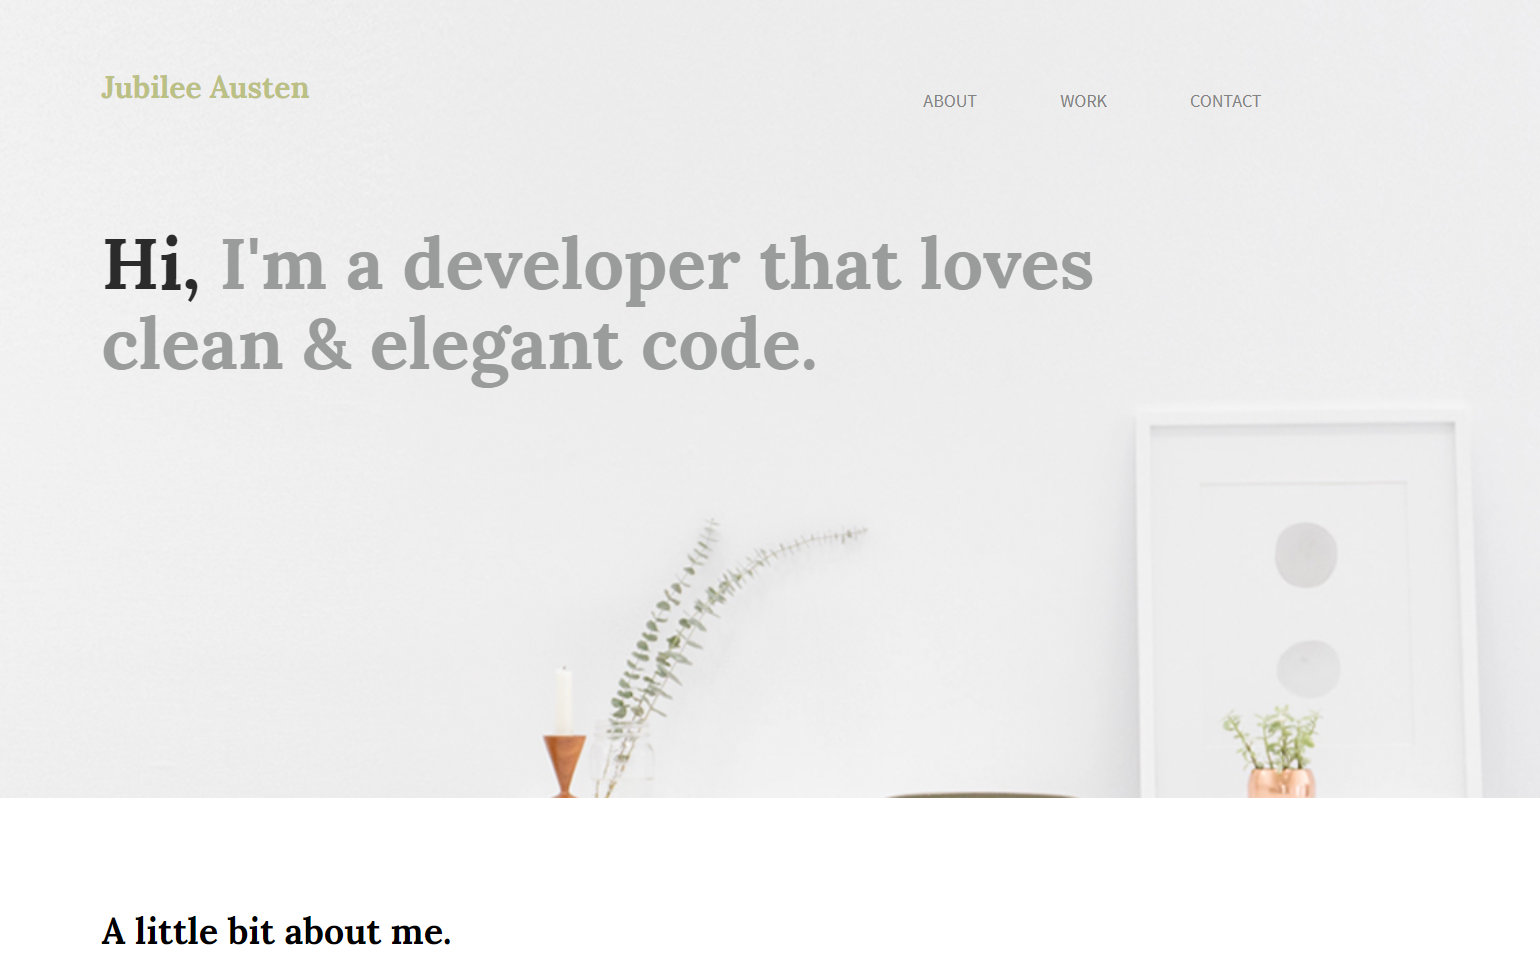 Jubilee Austen
ABOUT WORK CONTACT
Hi, I'm a developer that loves
clean & elegant code.
A little bit about me.